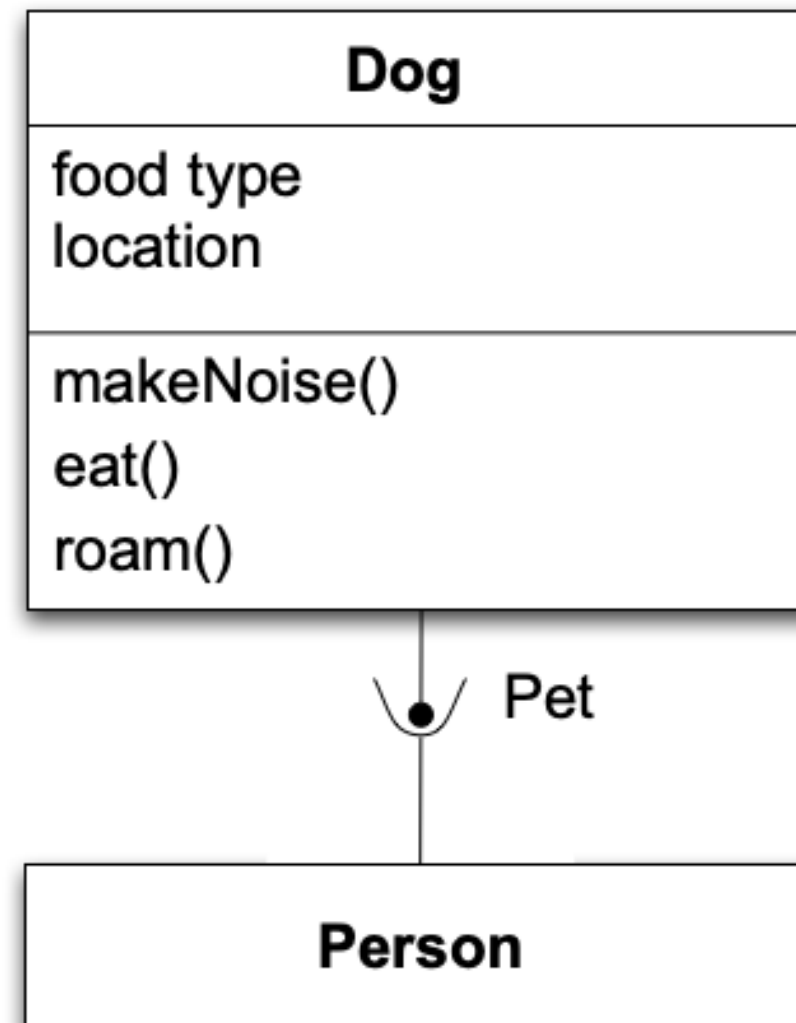 Dog
food type
location
makeNoise()
eat()
roam()
Pet
Person